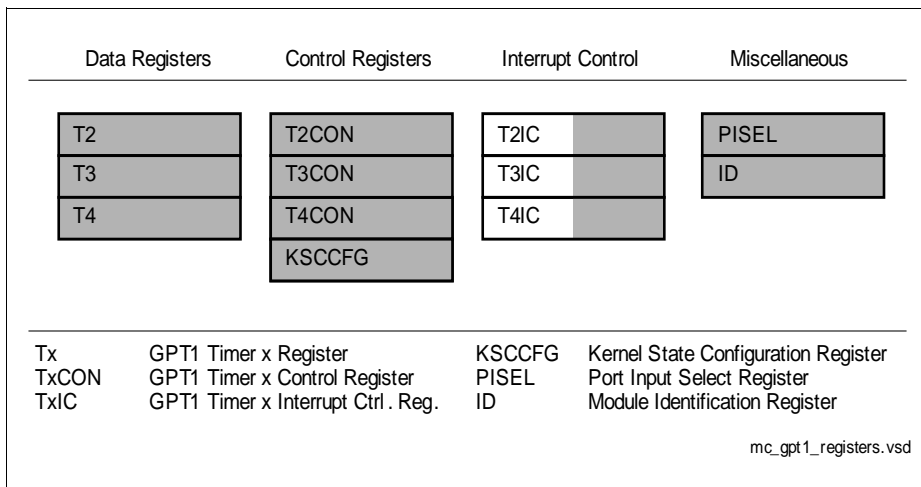 Data Registers Control Registers Interrupt Control Miscellaneous
T2 T2CON T2IC PISEL
T3 T3CON T3IC ID
T4 T4CON T4IC
KSCCFG
Tx GPT1 Timer x Register KSCCFG Kernel State Configuration Register
TxCON GPT1 Timer x Control Register PISEL Port Input Select Register
TxIC GPT1 Timer x Interrupt Ctrl. Reg. ID Module Identification Register
mc_gpt1_registers.vsd